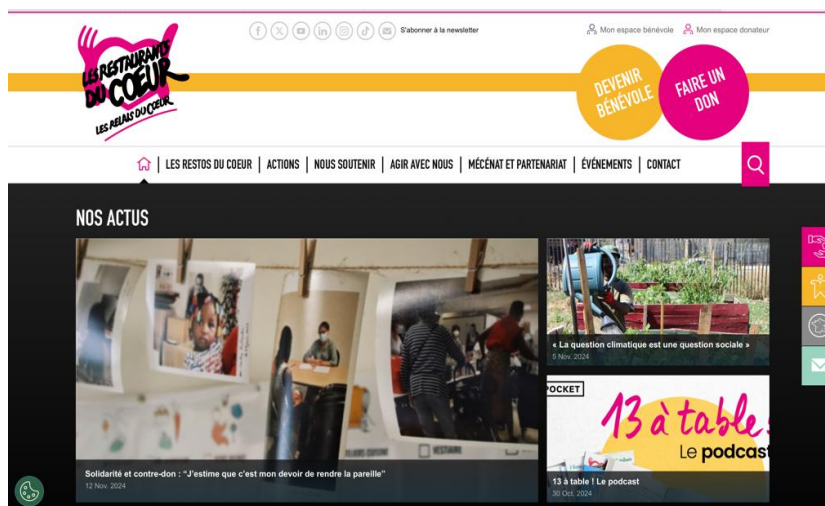 S'abonner à la newsletter
Mon espace bénévole
Mon espace donateur
LES RESTAURANTS
DU CŒUR
LES RELAIS DU CŒUR
DEVENIR
BÉNÉVOLE
FAIRE UN
DON
LES RESTOS DU COEUR | ACTIONS | NOUS SOUTENIR | AGIR AVEC NOUS | MÉCÉNAT ET PARTENARIAT | ÉVÉNEMENTS | CONTACT
NOS ACTUS
« La question climatique est une question sociale »
5 Nov. 2024
POCKET
13 à table!
Le podcast
VESTIAIRE
Solidarité et contre-don : “J'estime que c'est mon devoir de rendre la pareille”
12 Nov. 2024
13 à table ! Le podcast
30 Oct. 2024